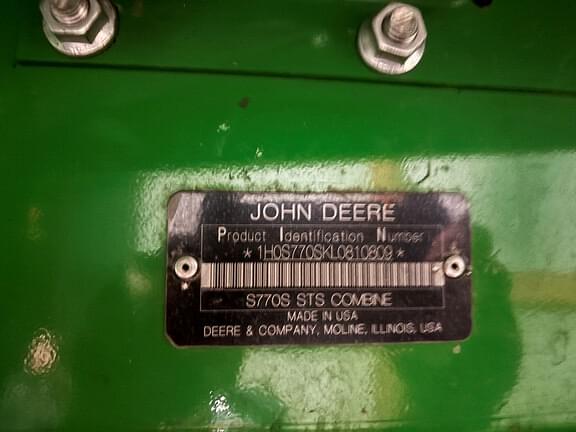 JOHN DEERE
Product Identification Number
*1H0S770SKL0810809*
S770S STS COMBINE
MADE IN USA
DEERE & COMPANY, MOLINE, ILLINOIS, USA